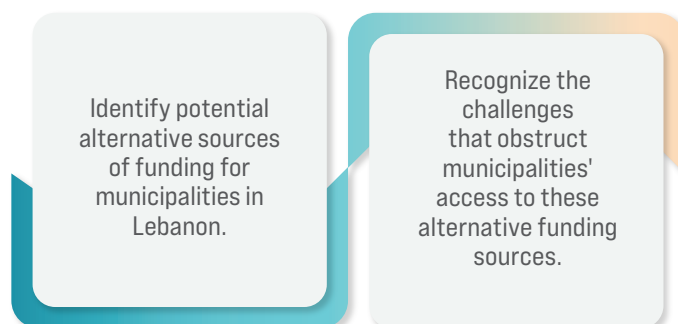 Identify potential
alternative sources
of funding for
municipalities in
Lebanon.
Recognize the
challenges
that obstruct
municipalities'
access to these
alternative funding
sources.